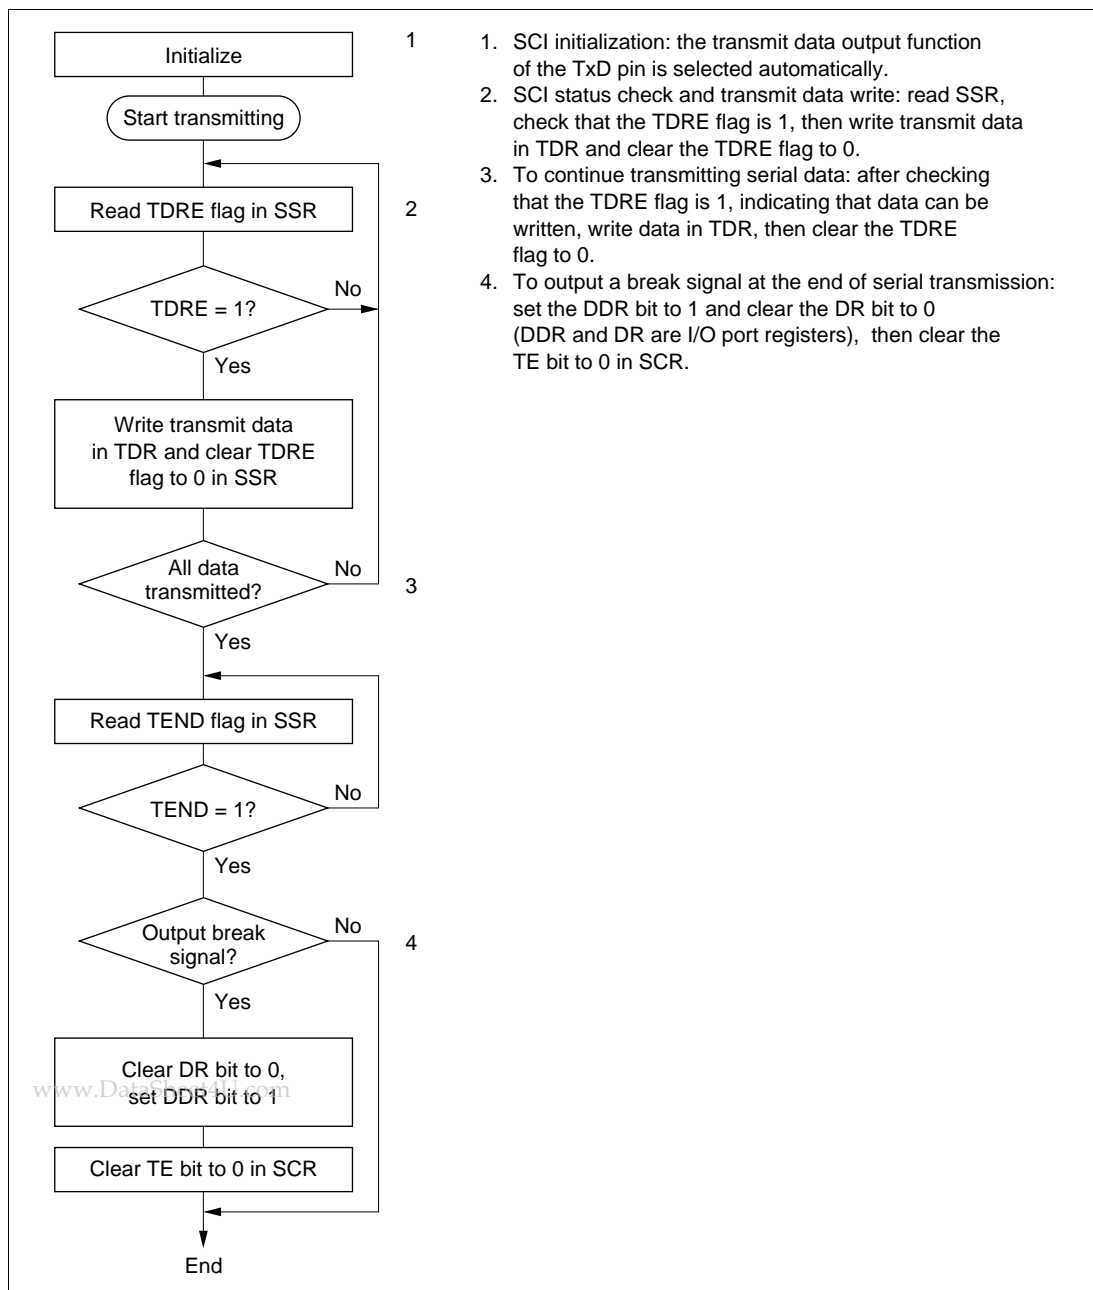 Initialize
1
Start transmitting
Read TDRE flag in SSR
2
TDRE = 1?
No
Yes
Write transmit data
in TDR and clear TDRE
flag to 0 in SSR
All data
transmitted?
No
3
Yes
Read TEND flag in SSR
TEND = 1?
No
Yes
Output break
signal?
No
4
Yes
Clear DR bit to 0,
set DDR bit to 1
www.DataSheet4U.com
Clear TE bit to 0 in SCR
End
1. SCI initialization: the transmit data output function
of the TxD pin is selected automatically.
2. SCI status check and transmit data write: read SSR,
check that the TDRE flag is 1, then write transmit data
in TDR and clear the TDRE flag to 0.
3. To continue transmitting serial data: after checking
that the TDRE flag is 1, indicating that data can be
written, write data in TDR, then clear the TDRE
flag to 0.
4. To output a break signal at the end of serial transmission:
set the DDR bit to 1 and clear the DR bit to 0
(DDR and DR are I/O port registers), then clear the
TE bit to 0 in SCR.